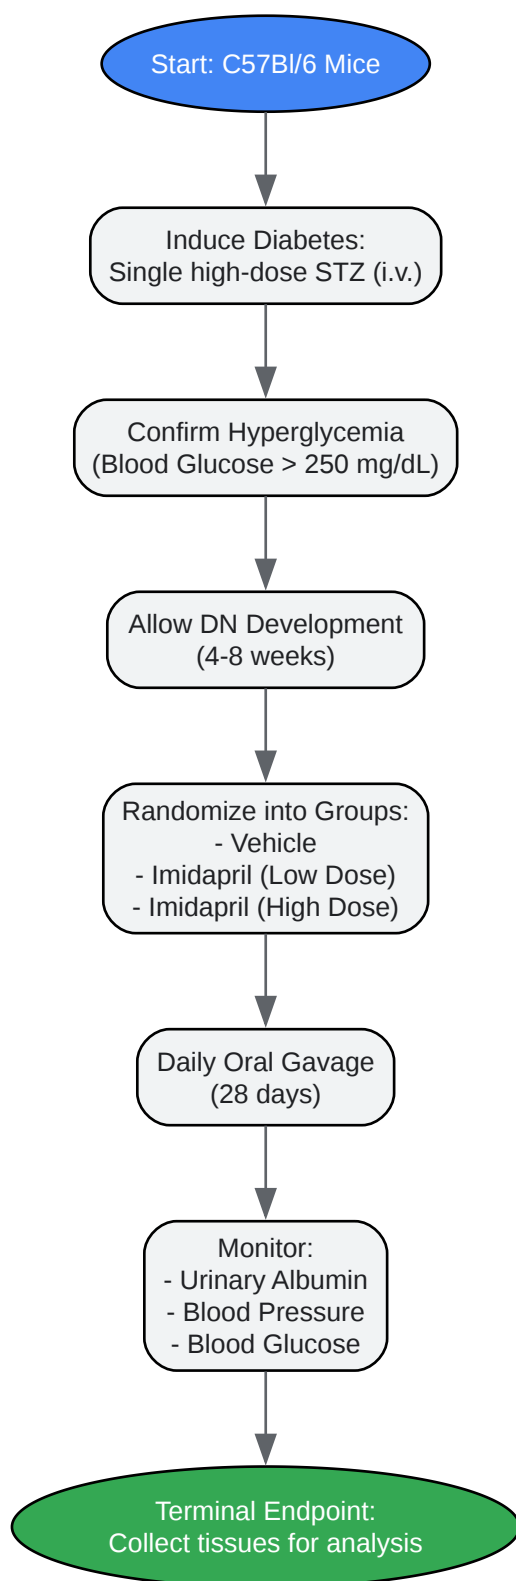 Start: C57Bl/6 Mice
Induce Diabetes:
Single high-dose STZ (i.v.)
Confirm Hyperglycemia
(Blood Glucose > 250 mg/dL)
Allow DN Development
(4-8 weeks)
Randomize into Groups:
- Vehicle
- Imidapril (Low Dose)
- Imidapril (High Dose)
Daily Oral Gavage
(28 days)
Monitor:
- Urinary Albumin
- Blood Pressure
- Blood Glucose
Terminal Endpoint:
Collect tissues for analysis